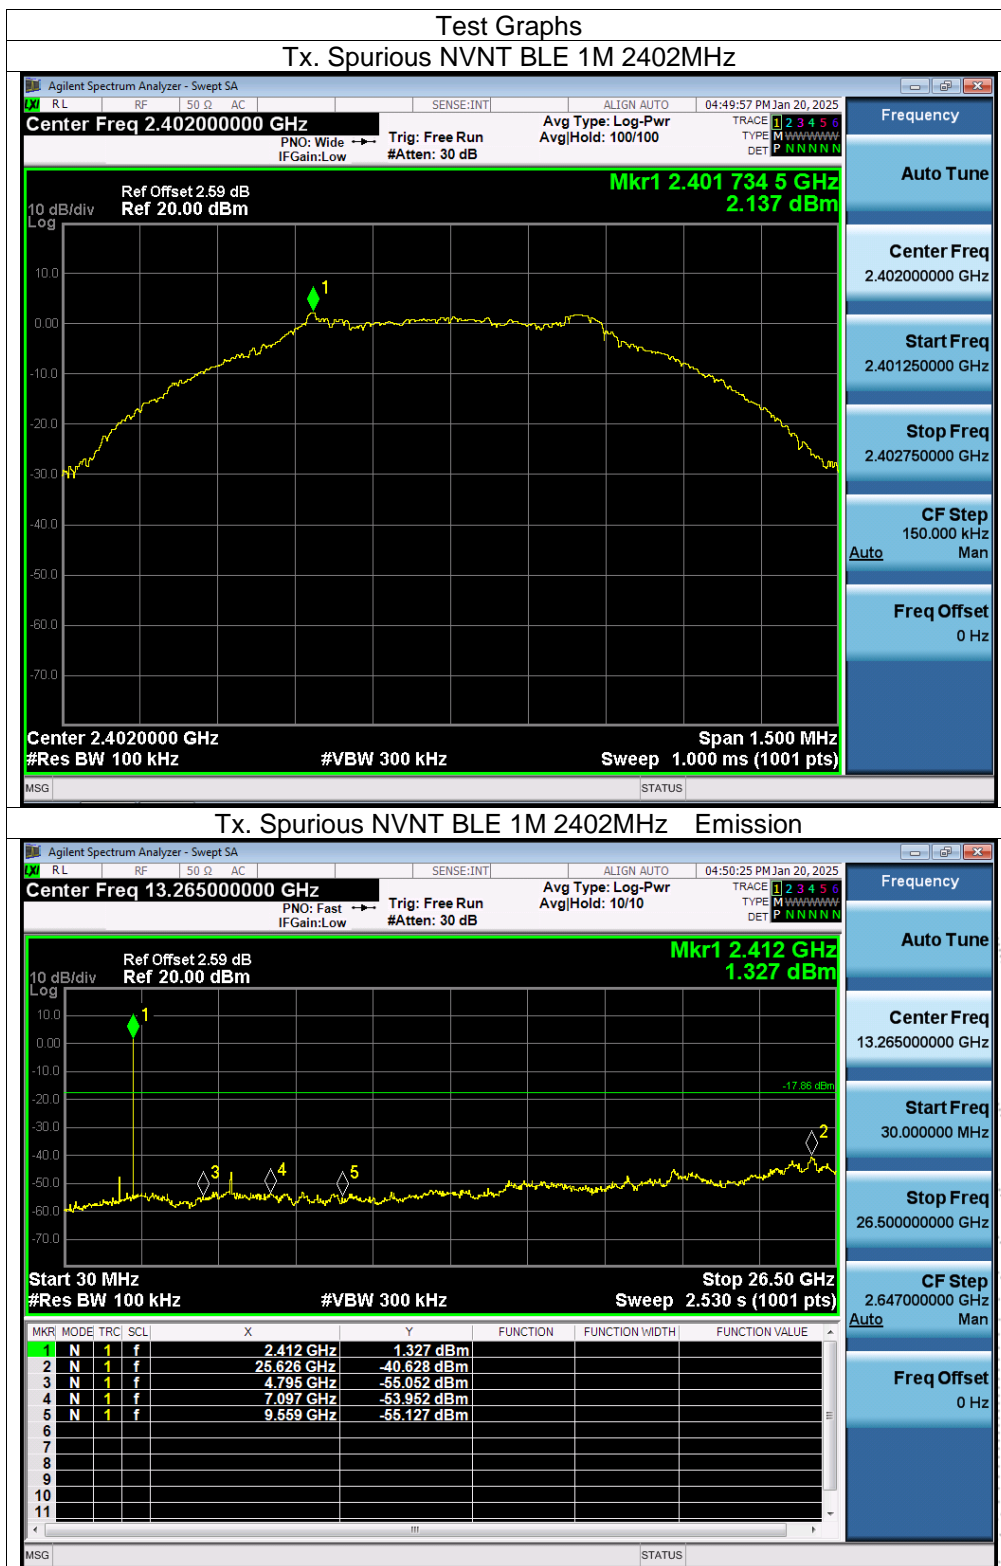 Test Graphs
Tx. Spurious NVNT BLE 1M 2402MHz
Agilent Spectrum Analyzer - Swept SA
LXI RL RF 50 Ω AC SENSE:INT ALIGN AUTO 04:49:57 PM Jan 20, 2025
Center Freq 2.402000000 GHz
PNO: Wide
IFGain:Low
Trig: Free Run
#Atten: 30 dB
Avg Type: Log-Pwr
Avg|Hold: 100/100
TRACE 1 2 3 4 5 6
TYPE M WWWWW
DET P N N N N N
Frequency
Auto Tune
Center Freq
2.402000000 GHz
Start Freq
2.401250000 GHz
Stop Freq
2.402750000 GHz
CF Step
150.000 kHz
Auto Man
Freq Offset
0 Hz
Mkr1 2.401 734 5 GHz
2.137 dBm
Ref Offset 2.59 dB
10 dB/div Ref 20.00 dBm
Log
1
10.0
0.00
-10.0
-20.0
-30.0
-40.0
-50.0
-60.0
-70.0
Center 2.4020000 GHz Span 1.500 MHz
#Res BW 100 kHz #VBW 300 kHz Sweep 1.000 ms (1001 pts)
MSG STATUS
Tx. Spurious NVNT BLE 1M 2402MHz Emission
Agilent Spectrum Analyzer - Swept SA
LXI RL RF 50 Ω AC SENSE:INT ALIGN AUTO 04:50:25 PM Jan 20, 2025
Center Freq 13.265000000 GHz
PNO: Fast
IFGain:Low
Trig: Free Run
#Atten: 30 dB
Avg Type: Log-Pwr
Avg|Hold: 10/10
TRACE 1 2 3 4 5 6
TYPE M WWWWW
DET P N N N N N
Frequency
Auto Tune
Center Freq
13.265000000 GHz
Start Freq
30.000000 MHz
Stop Freq
26.500000000 GHz
CF Step
2.647000000 GHz
Auto Man
Freq Offset
0 Hz
Mkr1 2.412 GHz
1.327 dBm
Ref Offset 2.59 dB
10 dB/div Ref 20.00 dBm
Log
10.0
0.00
-10.0
-20.0
-30.0
-40.0
-50.0
-60.0
-70.0
1
-17.86 dBm
2
3
4
5
Start 30 MHz Stop 26.50 GHz
#Res BW 100 kHz #VBW 300 kHz Sweep 2.530 s (1001 pts)
MKR MODE TRC SCL X Y FUNCTION FUNCTION WIDTH FUNCTION VALUE
1 N 1 f 2.412 GHz 1.327 dBm
2 N 1 f 25.626 GHz -40.628 dBm
3 N 1 f 4.795 GHz -55.052 dBm
4 N 1 f 7.097 GHz -53.952 dBm
5 N 1 f 9.559 GHz -55.127 dBm
6
7
8
9
10
11
MSG STATUS